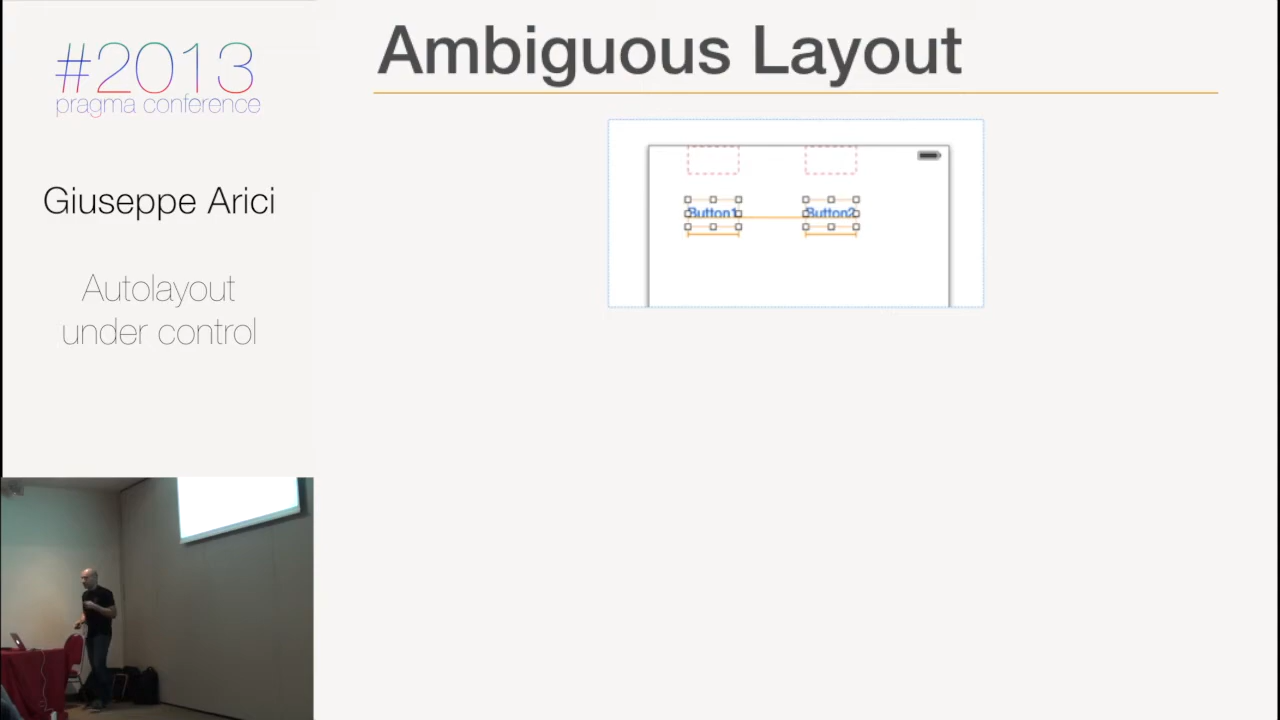 #2013
pragma conference
Giuseppe Arici
Autolayout
under control
Ambiguous Layout
Button1
Button2